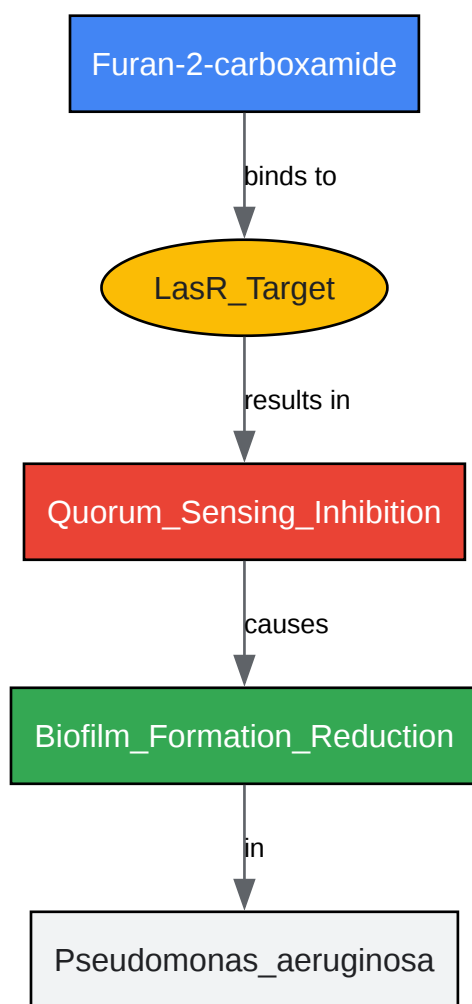 Furan-2-carboxamide
binds to
LasR_Target
results in
Quorum_Sensing_Inhibition
causes
Biofilm_Formation_Reduction
in
Pseudomonas_aeruginosa